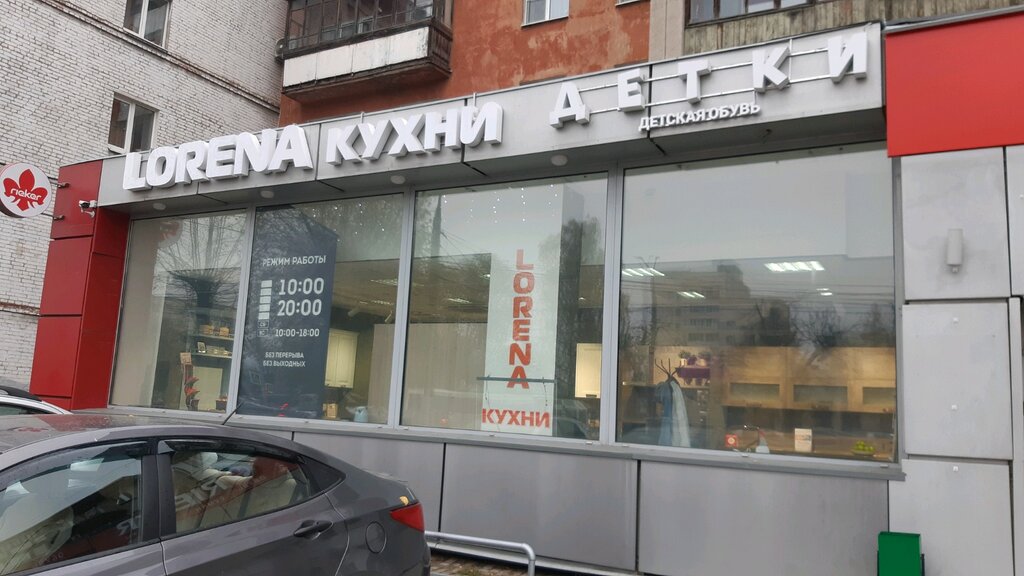 LORENA КУХНИ
ДЕТКИ
ДЕТСКАЯ ОБУВЬ
rieker
РЕЖИМ РАБОТЫ
10:00
20:00
10:00-18:00
БЕЗ ПЕРЕРЫВА
БЕЗ ВЫХОДНЫХ
LORENA
КУХНИ